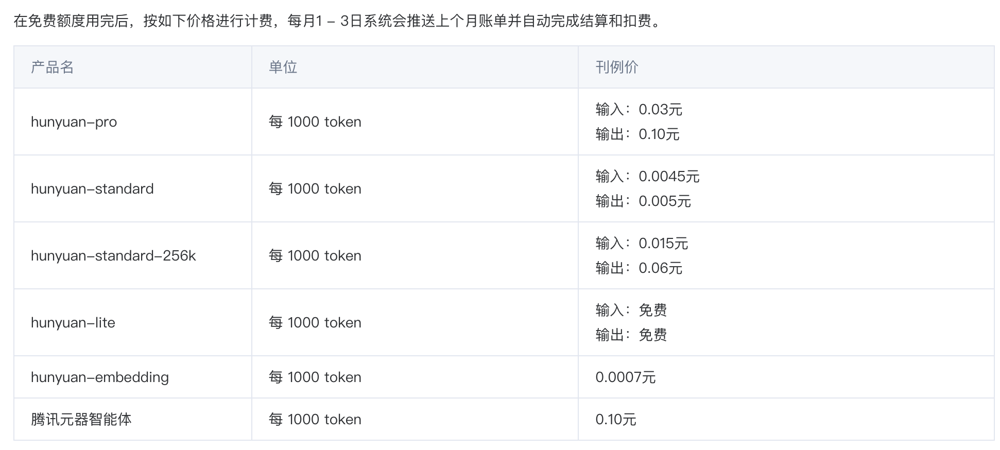 在免费额度用完后，按如下价格进行计费，每月1 – 3日系统会推送上个月账单并自动完成结算和扣费。
产品名 单位 刊例价
hunyuan-pro 每 1000 token 输入：0.03元
输出：0.10元
hunyuan-standard 每 1000 token 输入：0.0045元
输出：0.005元
hunyuan-standard-256k 每 1000 token 输入：0.015元
输出：0.06元
hunyuan-lite 每 1000 token 输入：免费
输出：免费
hunyuan-embedding 每 1000 token 0.0007元
腾讯元器智能体 每 1000 token 0.10元